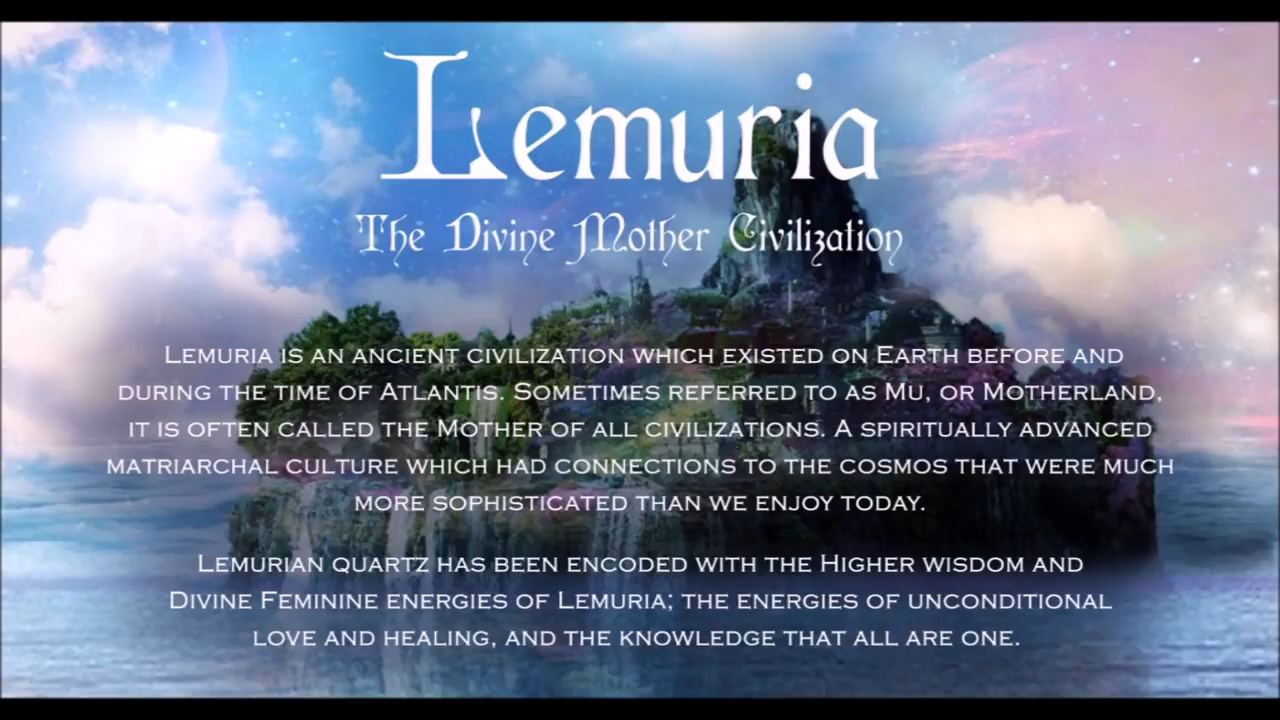 Lemuria
The Divine Mother Civilization
Lemuria is an ancient civilization which existed on Earth before and
during the time of Atlantis. Sometimes referred to as Mu, or Motherland,
it is often called the Mother of all civilizations. A spiritually advanced
matriarchal culture which had connections to the cosmos that were much
more sophisticated than we enjoy today.
Lemurian quartz has been encoded with the Higher wisdom and
Divine Feminine energies of Lemuria; the energies of unconditional
love and healing, and the knowledge that all are one.